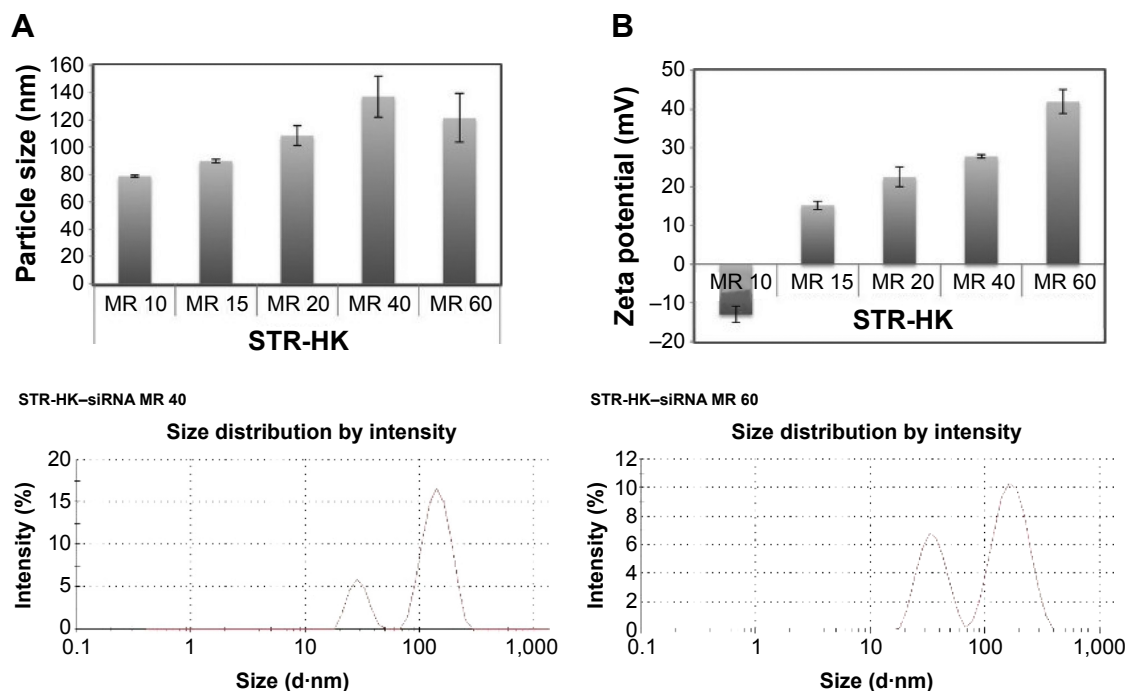 A
Particle size (nm)
160
140
120
100
80
60
40
20
0
MR 10 MR 15 MR 20 MR 40 MR 60
STR-HK
B
Zeta potential (mV)
50
40
30
20
10
0
–10
–20
MR 10 MR 15 MR 20 MR 40 MR 60
STR-HK
STR-HK–siRNA MR 40
Size distribution by intensity
Intensity (%)
20
15
10
5
0
0.1 1 10 100 1,000
Size (d·nm)
STR-HK–siRNA MR 60
Size distribution by intensity
Intensity (%)
12
10
8
6
4
2
0
0.1 1 10 100 1,000
Size (d·nm)